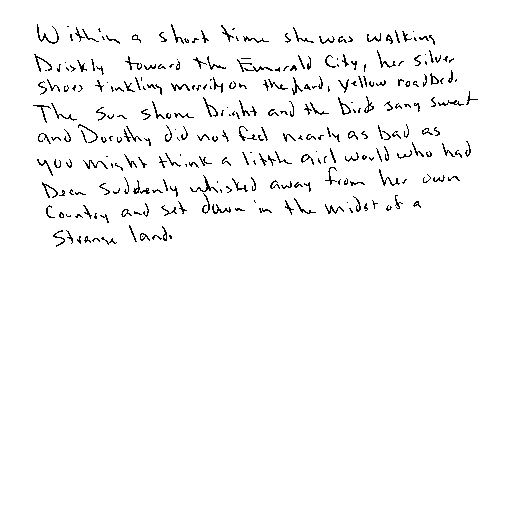 Within a short time she was walking
briskly toward the Emerald City, her silver
shoes tinkling merrily on the hard, yellow roadbed.
The sun shone bright and the birds sang sweet
and Dorothy did not feel nearly as bad as
you might think a little girl would who had
been suddenly whisked away from her own
country and set down in the midst of a
strange land.